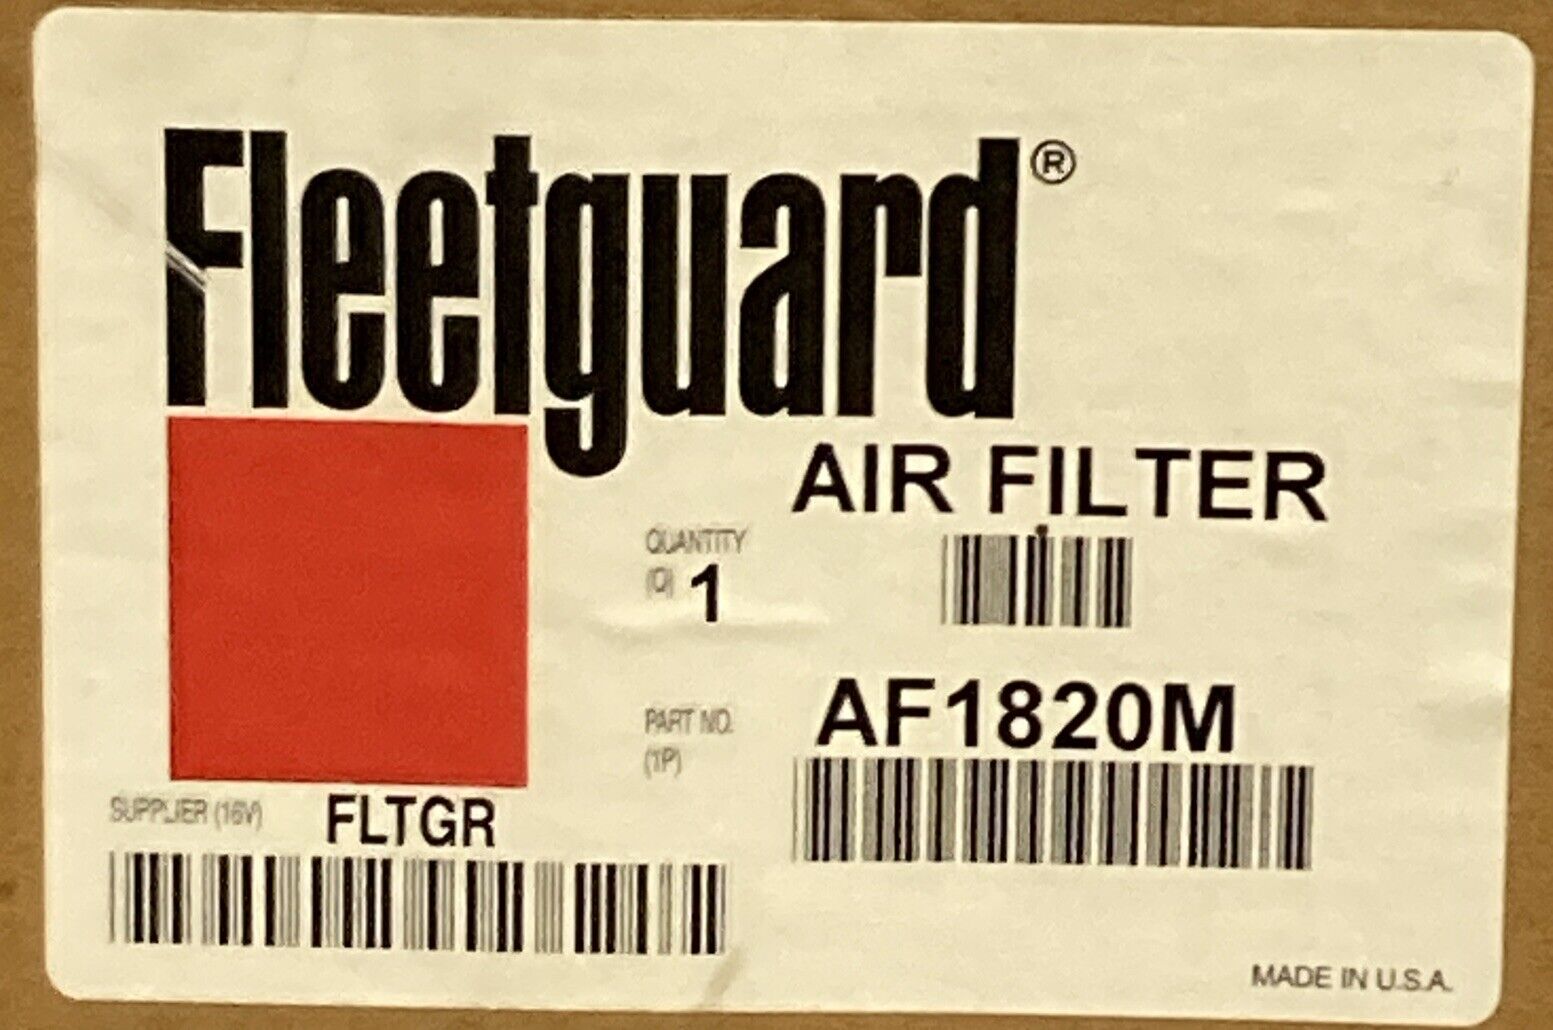 Fleetguard®
AIR FILTER
QUANTITY
(Q) 1
PART NO.
(1P)
AF1820M
SUPPLIER (16V) FLTGR
MADE IN U.S.A.